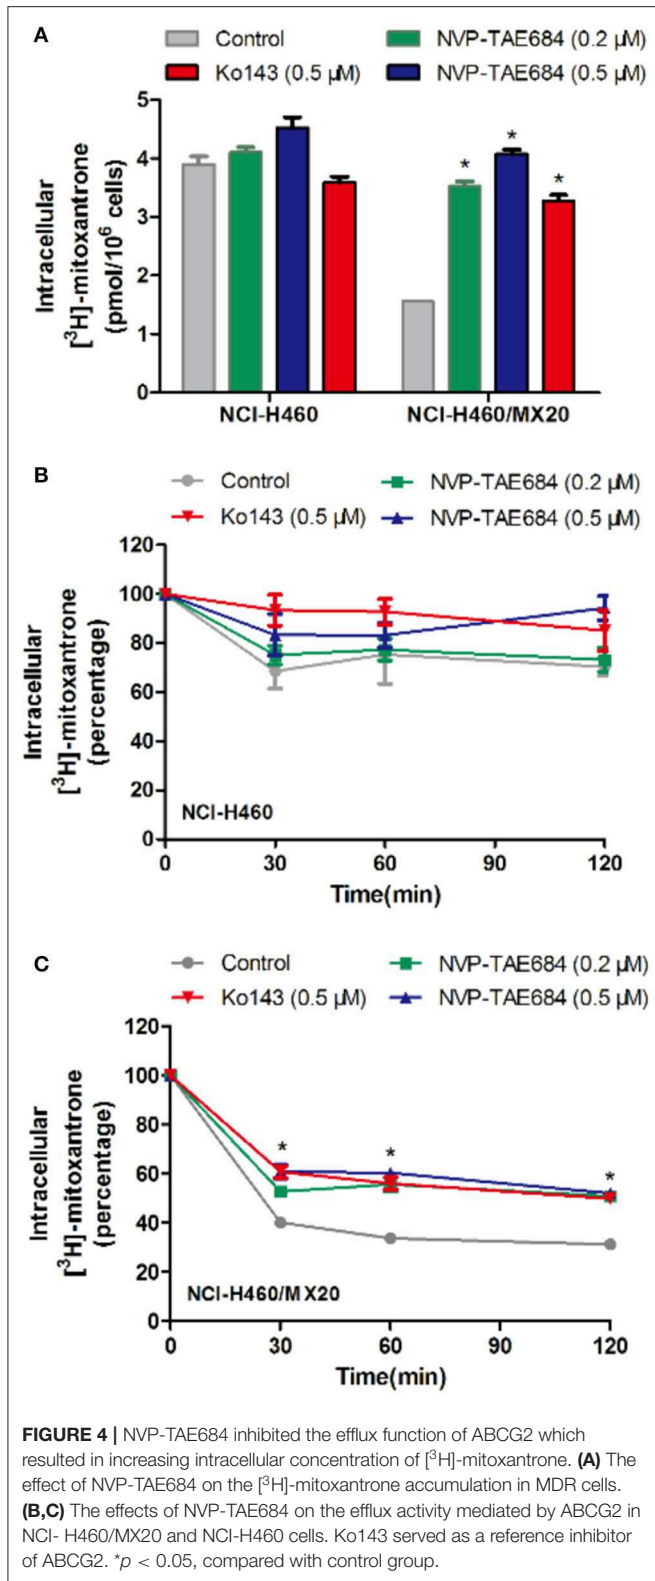 A
Control
NVP-TAE684 (0.2 µM)
Ko143 (0.5 µM)
NVP-TAE684 (0.5 µM)
Intracellular
[³H]-mitoxantrone
(pmol/10⁶ cells)
5
4
3
2
1
0
* * *
NCI-H460
NCI-H460/MX20
B
Control
NVP-TAE684 (0.2 µM)
Ko143 (0.5 µM)
NVP-TAE684 (0.5 µM)
Intracellular
[³H]-mitoxantrone
(percentage)
120
100
80
60
40
20
0
NCI-H460
0 30 60 90 120
Time(min)
C
Control
NVP-TAE684 (0.2 µM)
Ko143 (0.5 µM)
NVP-TAE684 (0.5 µM)
Intracellular
[³H]-mitoxantrone
(percentage)
120
100
80
60
40
20
0
* * *
NCI-H460/MX20
0 30 60 90 120
Time(min)
FIGURE 4 | NVP-TAE684 inhibited the efflux function of ABCG2 which
resulted in increasing intracellular concentration of [³H]-mitoxantrone. (A) The
effect of NVP-TAE684 on the [³H]-mitoxantrone accumulation in MDR cells.
(B,C) The effects of NVP-TAE684 on the efflux activity mediated by ABCG2 in
NCI- H460/MX20 and NCI-H460 cells. Ko143 served as a reference inhibitor
of ABCG2. *p < 0.05, compared with control group.